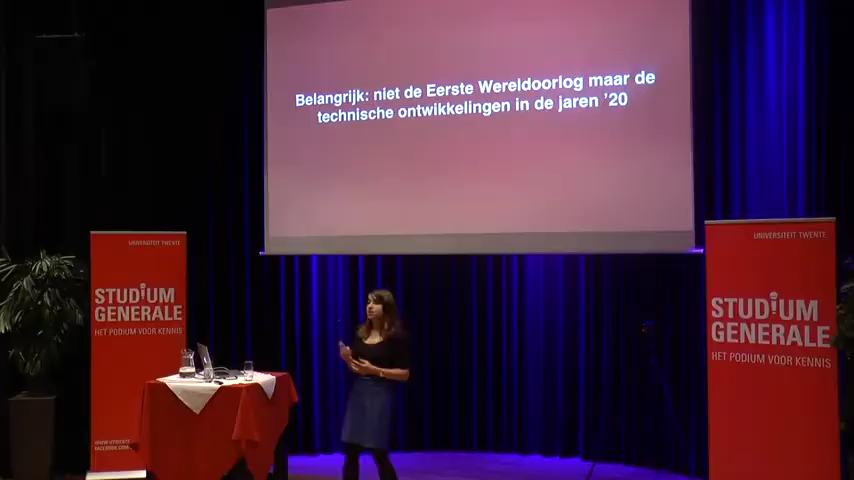 Belangrijk: niet de Eerste Wereldoorlog maar de
technische ontwikkelingen in de jaren ’20
UNIVERSITEIT TWENTE
STUDIUM
GENERALE
HET PODIUM VOOR KENNIS
UNIVERSITEIT TWENTE
STUDIUM
GENERALE
HET PODIUM VOOR KENNIS